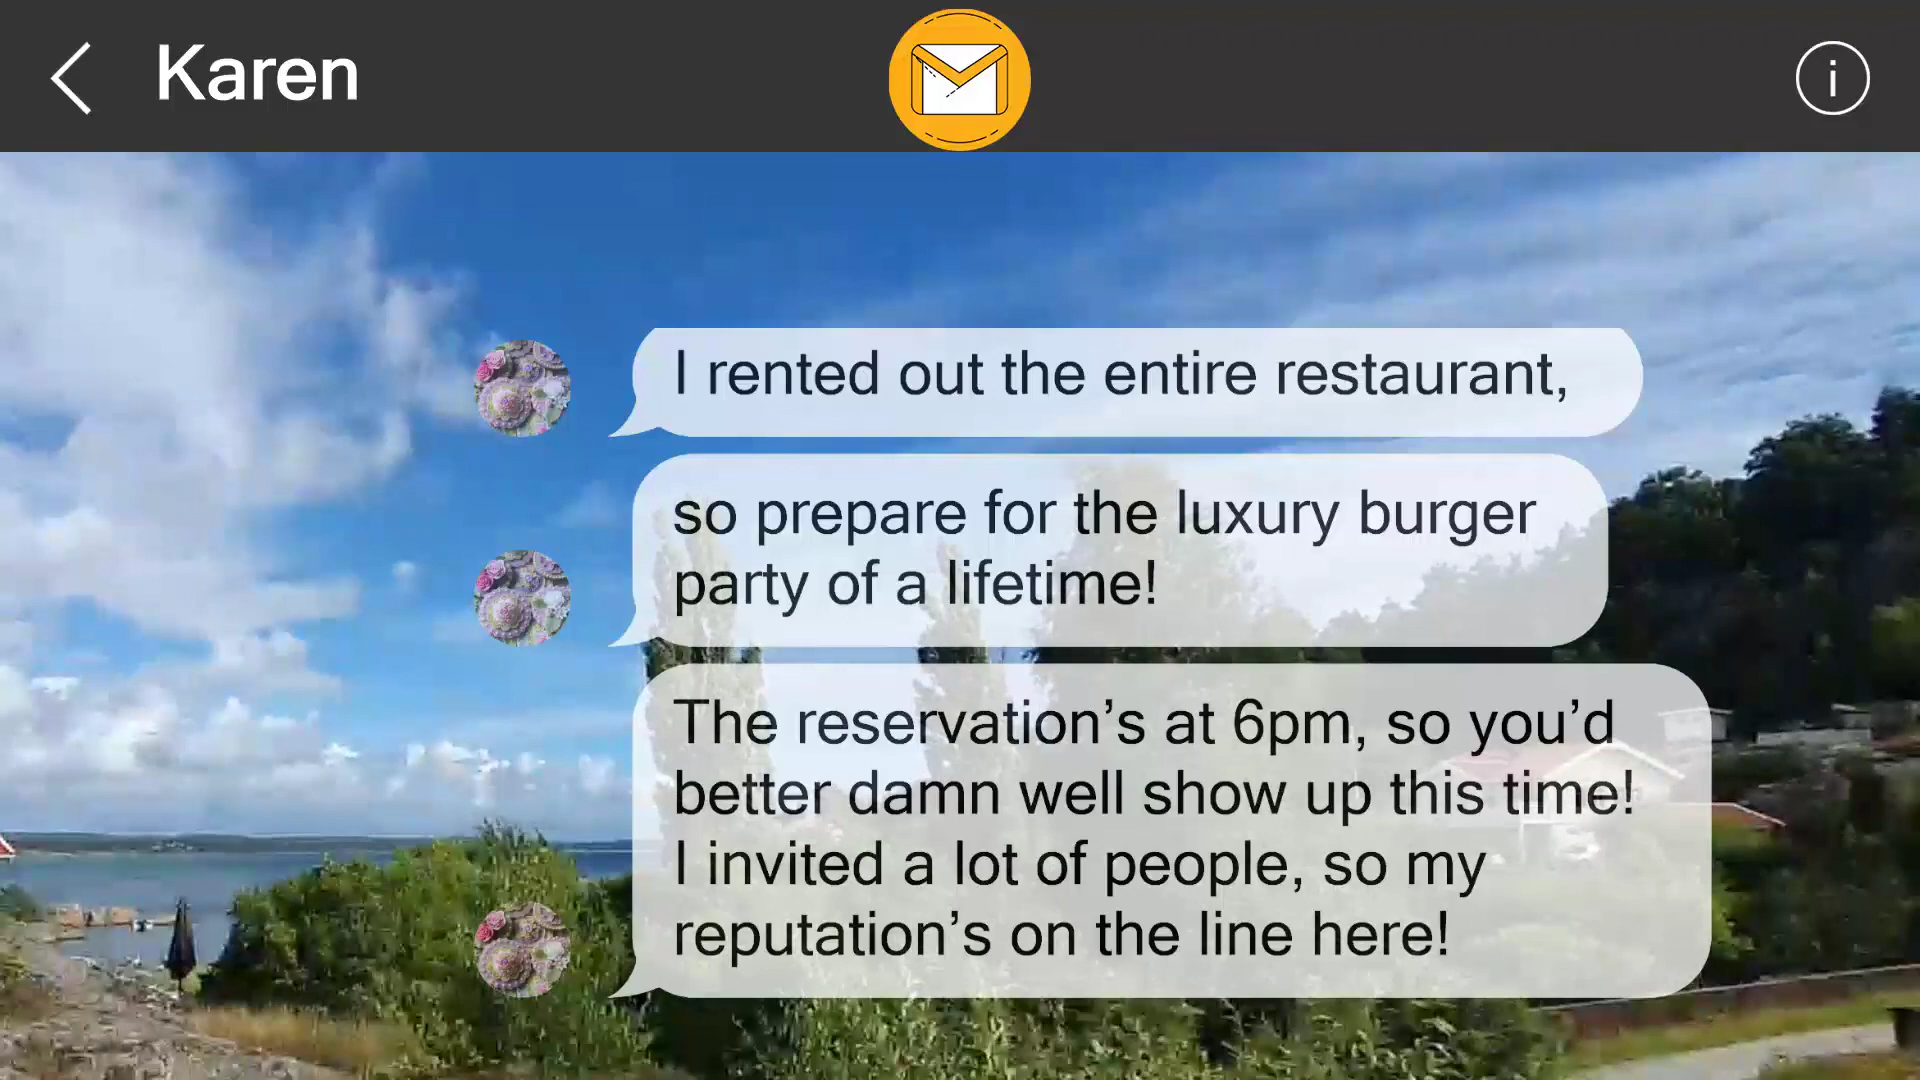 Karen
I rented out the entire restaurant,
so prepare for the luxury burger
party of a lifetime!
The reservation’s at 6pm, so you’d
better damn well show up this time!
I invited a lot of people, so my
reputation’s on the line here!